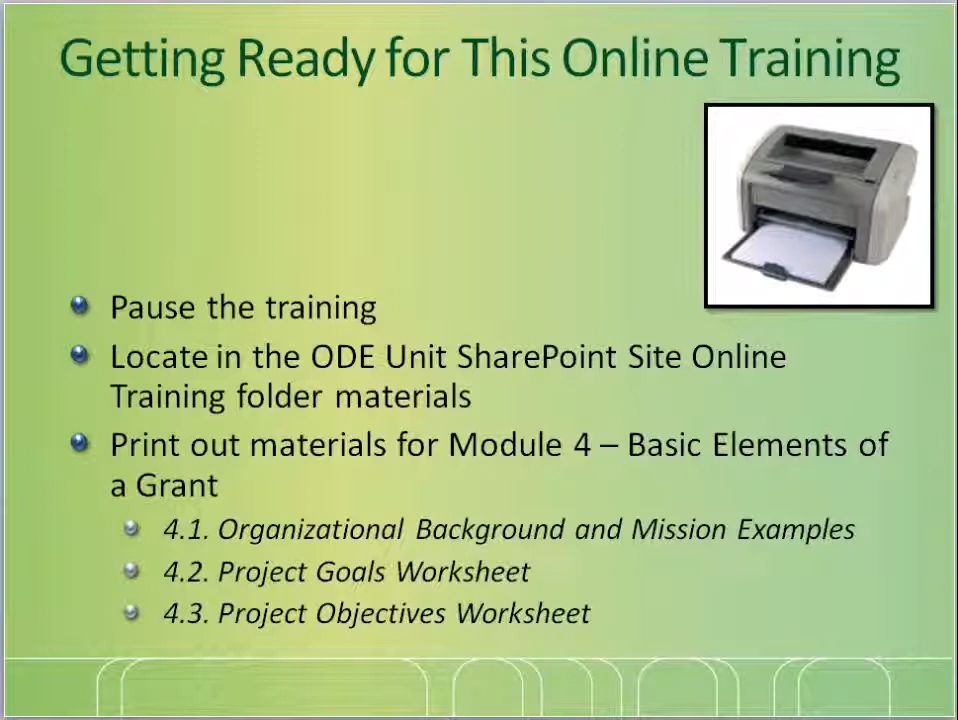 Getting Ready for This Online Training
Pause the training
Locate in the ODE Unit SharePoint Site Online
Training folder materials
Print out materials for Module 4 – Basic Elements of
a Grant
4.1. Organizational Background and Mission Examples
4.2. Project Goals Worksheet
4.3. Project Objectives Worksheet